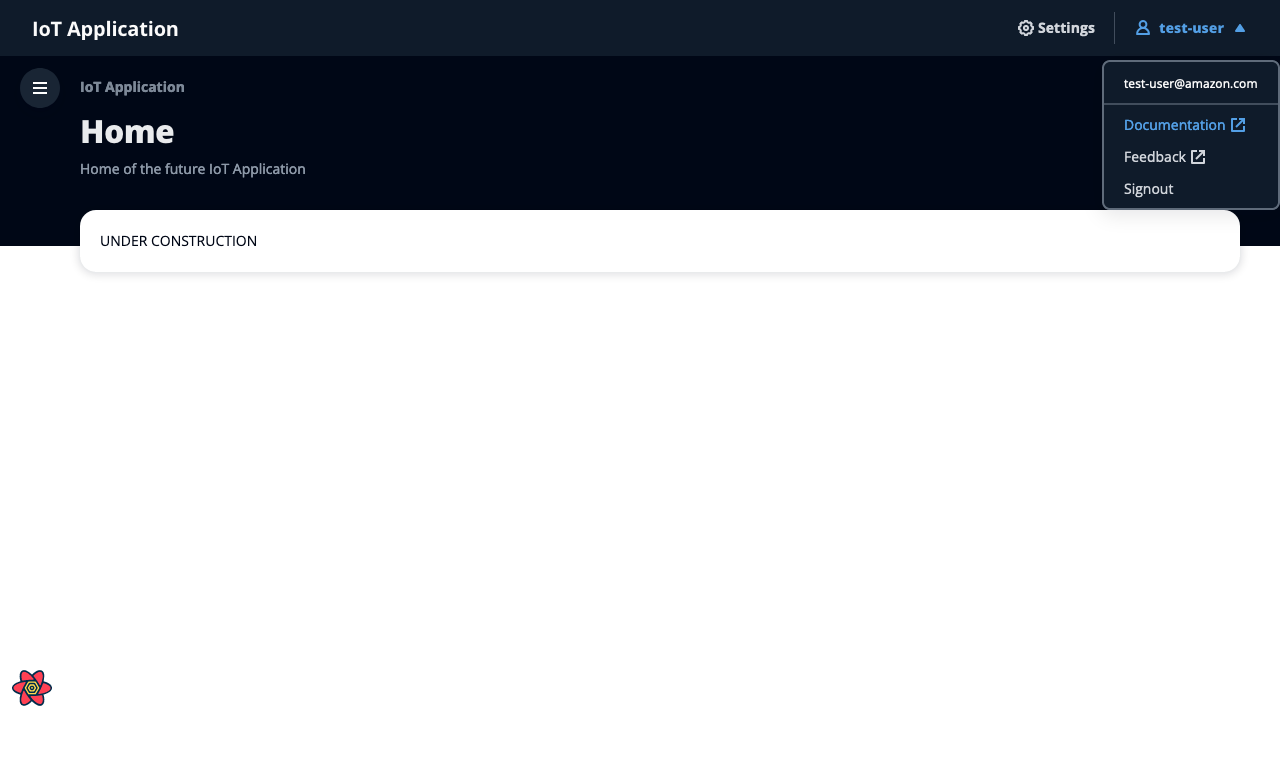 IoT Application
Settings
test-user
IoT Application
Home
Home of the future IoT Application
test-user@amazon.com
Documentation
Feedback
Signout
UNDER CONSTRUCTION